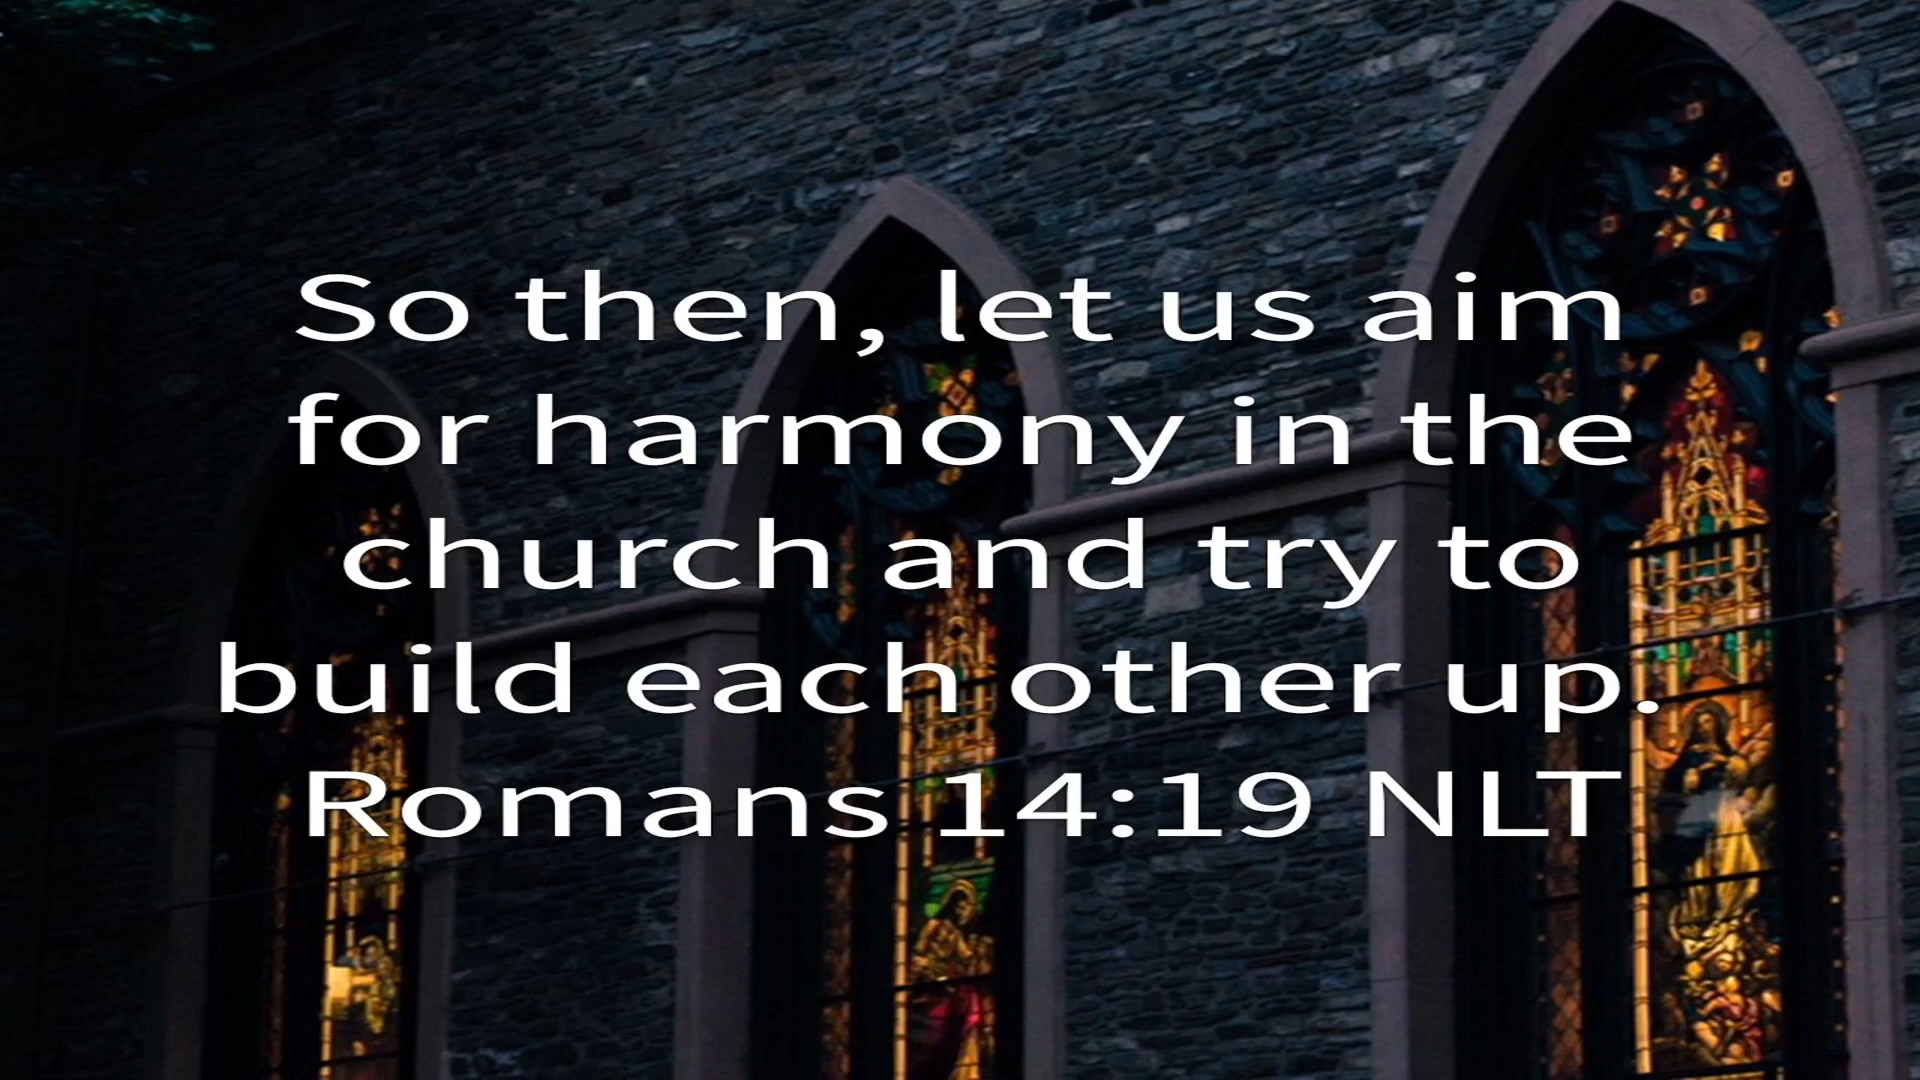 So then, let us aim
for harmony in the
church and try to
build each other up.
Romans 14:19 NLT